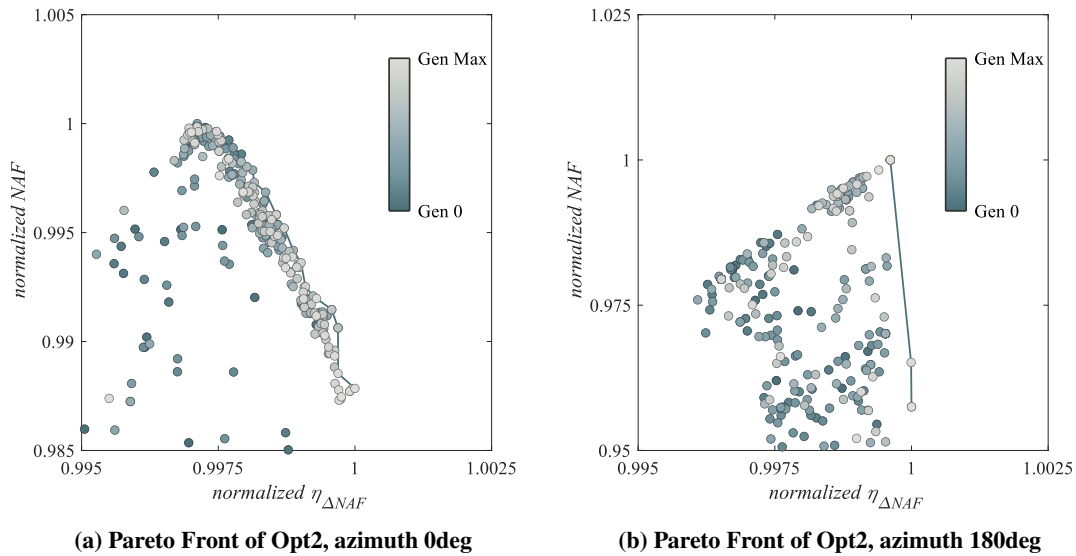 1.005
1
0.995
0.99
0.985
normalized NAF
Gen Max
Gen 0
0.995
0.9975
1
1.0025
normalized η ΔNAF
(a) Pareto Front of Opt2, azimuth 0deg
1.025
1
0.975
0.95
normalized NAF
Gen Max
Gen 0
0.995
0.9975
1
1.0025
normalized η ΔNAF
(b) Pareto Front of Opt2, azimuth 180deg